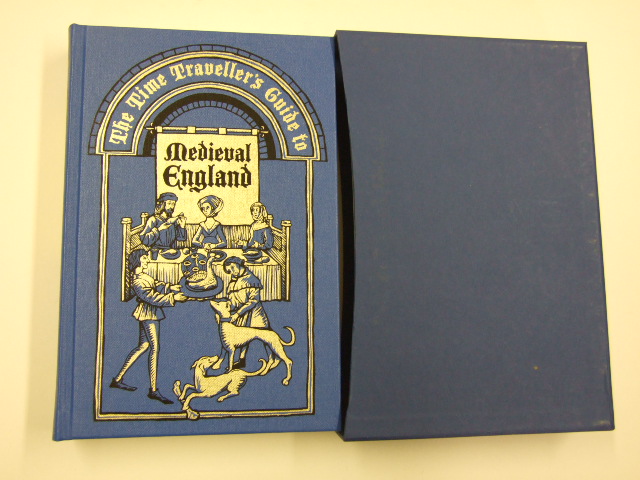 The Time Traveller's Guide to
Medieval
England